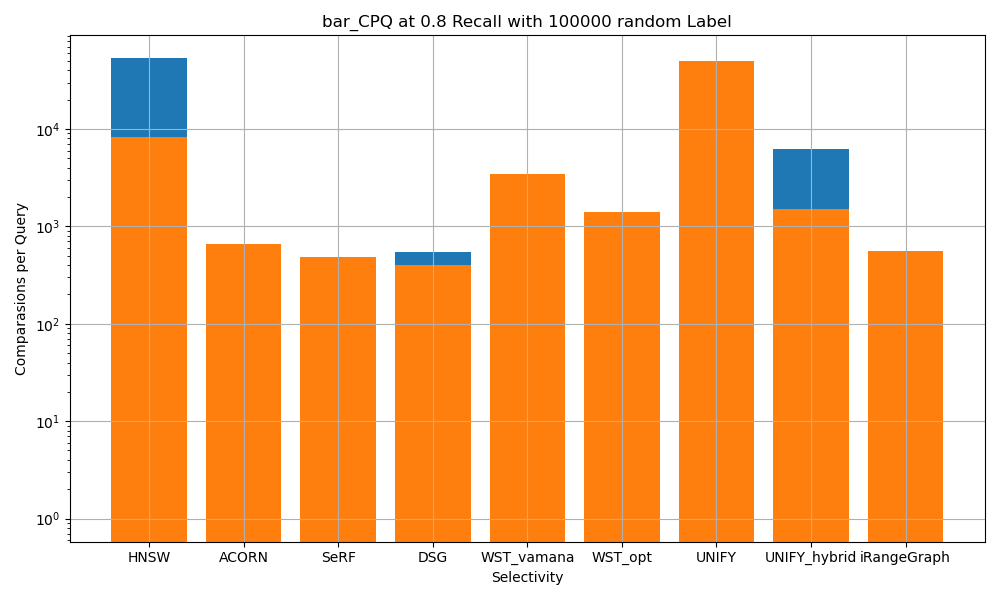 bar_CPQ at 0.8 Recall with 100000 random Label
Comparasions per Query
10^4
10^3
10^2
10^1
10^0
HNSW ACORN SeRF DSG WST_vamana WST_opt UNIFY UNIFY_hybrid iRangeGraph
Selectivity